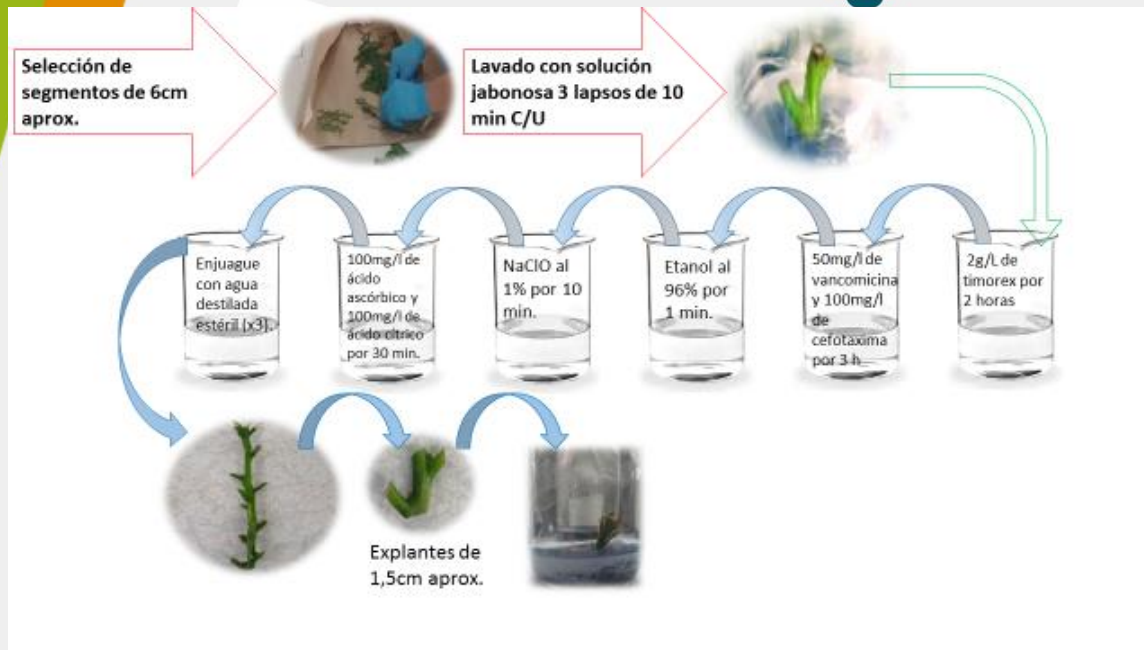 Selección de
segmentos de 6cm
aprox.
Lavado con solución
jabonosa 3 lapsos de 10
min C/U
Enjuague
con agua
destilada
estéril (x3).
100mg/l de
ácido
ascórbico y
100mg/l de
ácido cítrico
por 30 min.
NaClO al
1% por 10
min.
Etanol al
96% por
1 min.
50mg/l de
vancomicina
y 100mg/l
de
cefotaxima
por 3 h
2g/L de
timorex por
2 horas
Explantes de
1,5cm aprox.